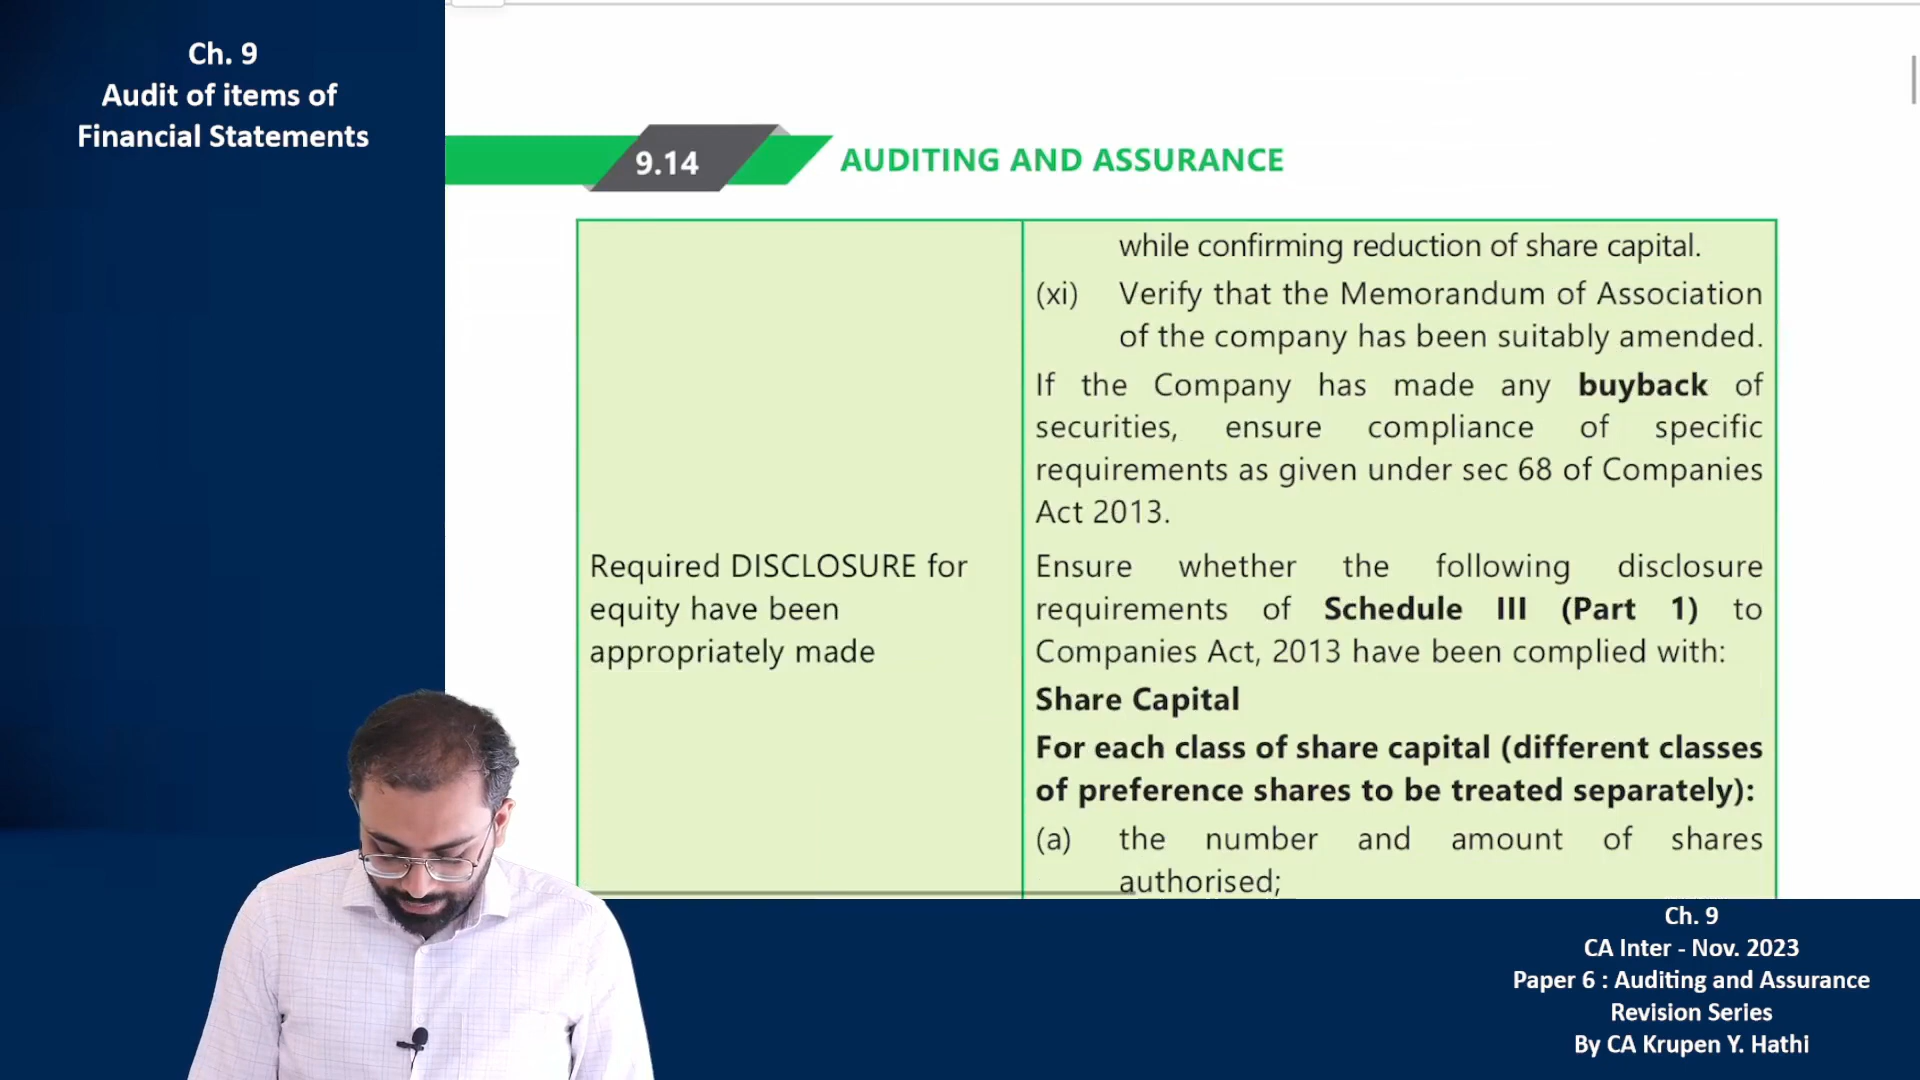 Ch. 9
Audit of items of
Financial Statements
9.14
AUDITING AND ASSURANCE
while confirming reduction of share capital.
(xi) Verify that the Memorandum of Association
of the company has been suitably amended.
If the Company has made any buyback of
securities, ensure compliance of specific
requirements as given under sec 68 of Companies
Act 2013.
Required DISCLOSURE for
equity have been
appropriately made
Ensure whether the following disclosure
requirements of Schedule III (Part 1) to
Companies Act, 2013 have been complied with:
Share Capital
For each class of share capital (different classes
of preference shares to be treated separately):
(a) the number and amount of shares
authorised;
Ch. 9
CA Inter - Nov. 2023
Paper 6 : Auditing and Assurance
Revision Series
By CA Krupen Y. Hathi